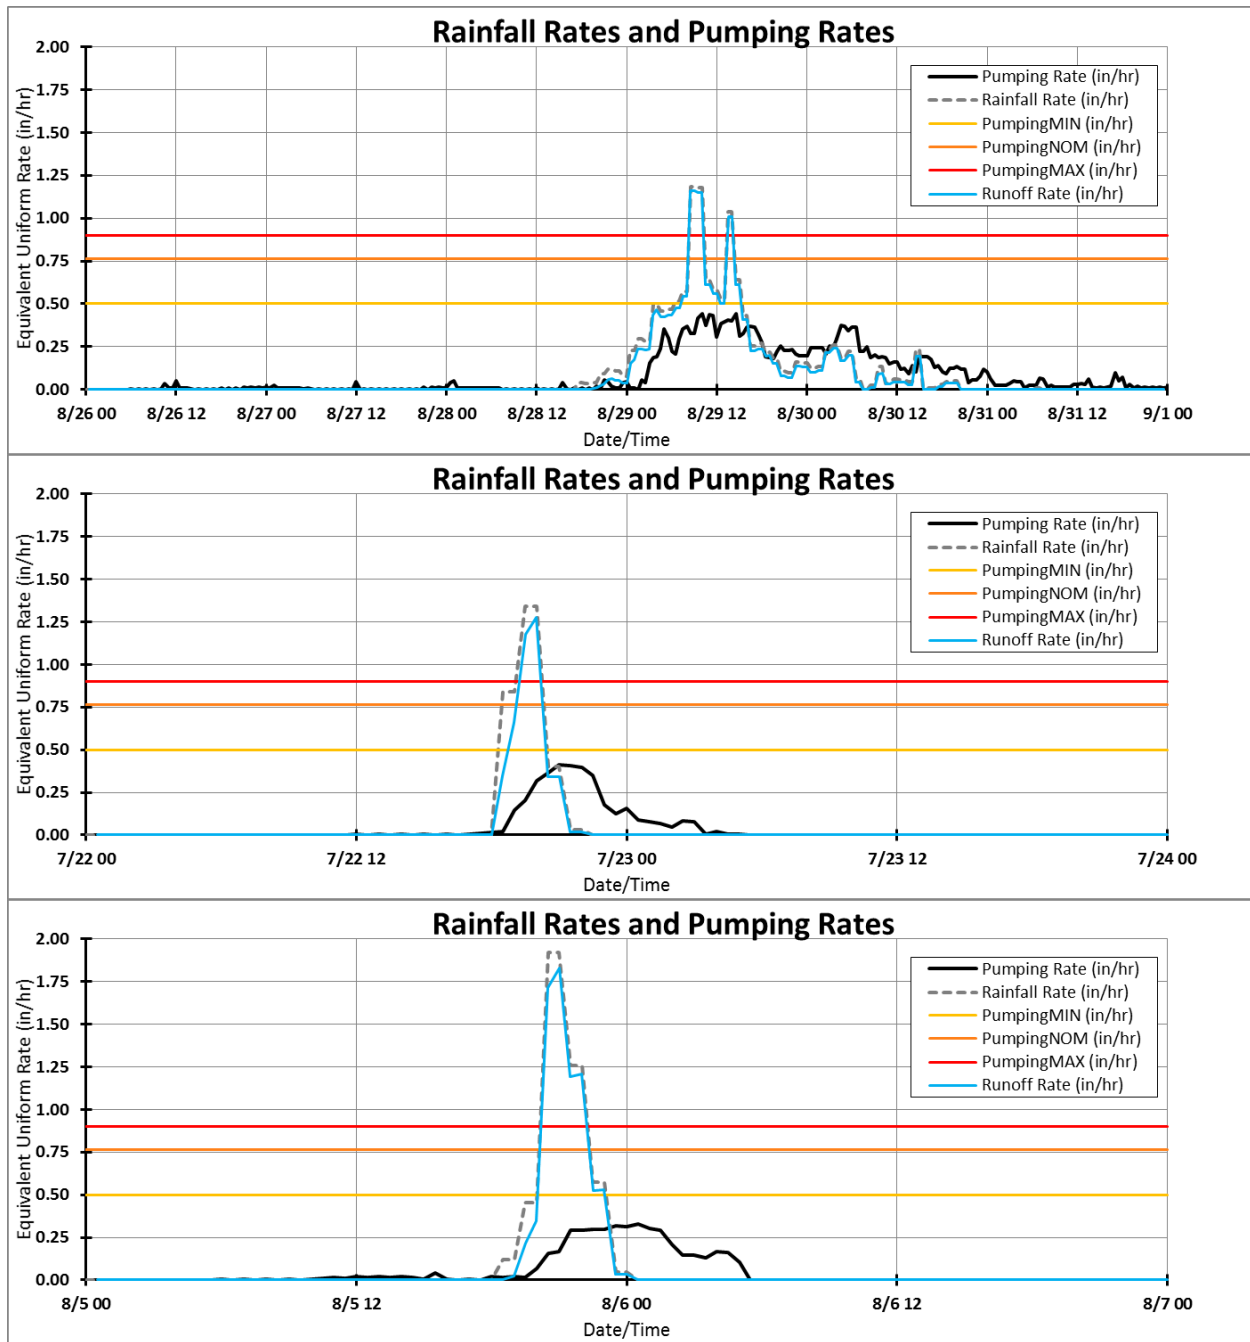 Rainfall Rates and Pumping Rates
2.00
1.75
1.50
1.25
1.00
0.75
0.50
0.25
0.00
Equivalent Uniform Rate (in/hr)
Pumping Rate (in/hr)
Rainfall Rate (in/hr)
PumpingMIN (in/hr)
PumpingNOM (in/hr)
PumpingMAX (in/hr)
Runoff Rate (in/hr)
8/26 00 8/26 12 8/27 00 8/27 12 8/28 00 8/28 12 8/29 00 8/29 12 8/30 00 8/30 12 8/31 00 8/31 12 9/1 00
Date/Time
Rainfall Rates and Pumping Rates
2.00
1.75
1.50
1.25
1.00
0.75
0.50
0.25
0.00
Equivalent Uniform Rate (in/hr)
Pumping Rate (in/hr)
Rainfall Rate (in/hr)
PumpingMIN (in/hr)
PumpingNOM (in/hr)
PumpingMAX (in/hr)
Runoff Rate (in/hr)
7/22 00 7/22 12 7/23 00 7/23 12 7/24 00
Date/Time
Rainfall Rates and Pumping Rates
2.00
1.75
1.50
1.25
1.00
0.75
0.50
0.25
0.00
Equivalent Uniform Rate (in/hr)
Pumping Rate (in/hr)
Rainfall Rate (in/hr)
PumpingMIN (in/hr)
PumpingNOM (in/hr)
PumpingMAX (in/hr)
Runoff Rate (in/hr)
8/5 00 8/5 12 8/6 00 8/6 12 8/7 00
Date/Time